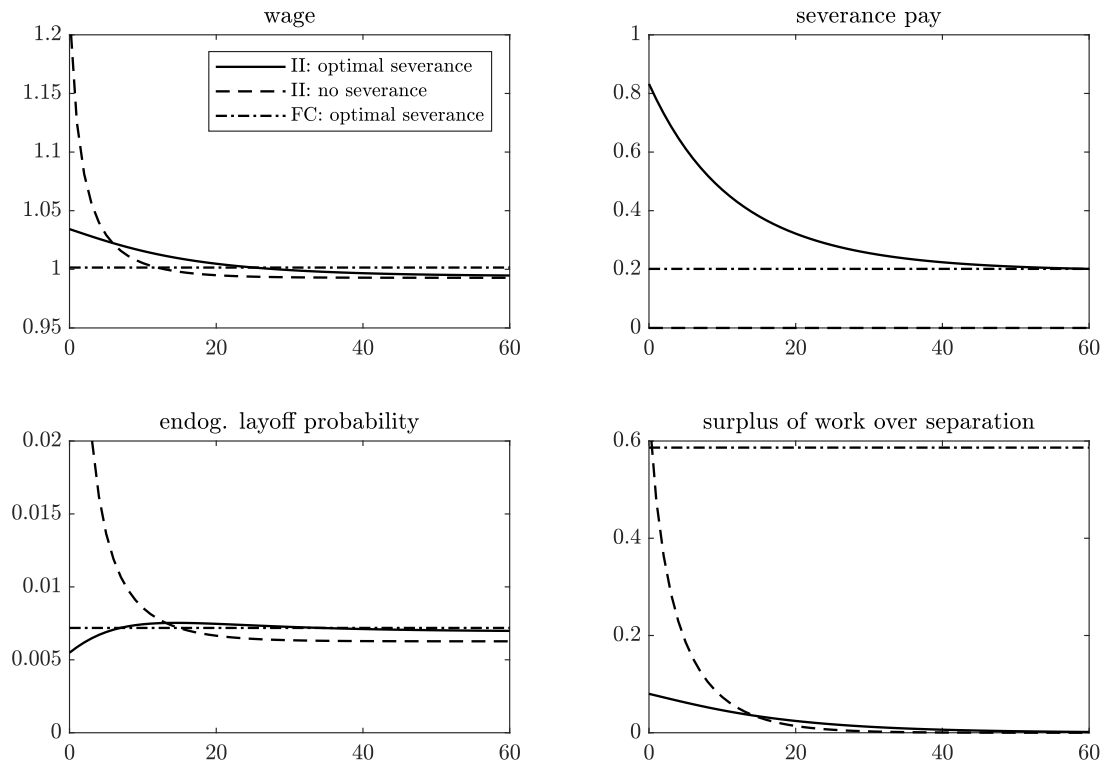 wage
1.2
1.15
1.1
1.05
1
0.95
0 20 40 60
II: optimal severance
II: no severance
FC: optimal severance
severance pay
1
0.8
0.6
0.4
0.2
0
0 20 40 60
endog. layoff probability
0.02
0.015
0.01
0.005
0
0 20 40 60
surplus of work over separation
0.6
0.4
0.2
0
0 20 40 60